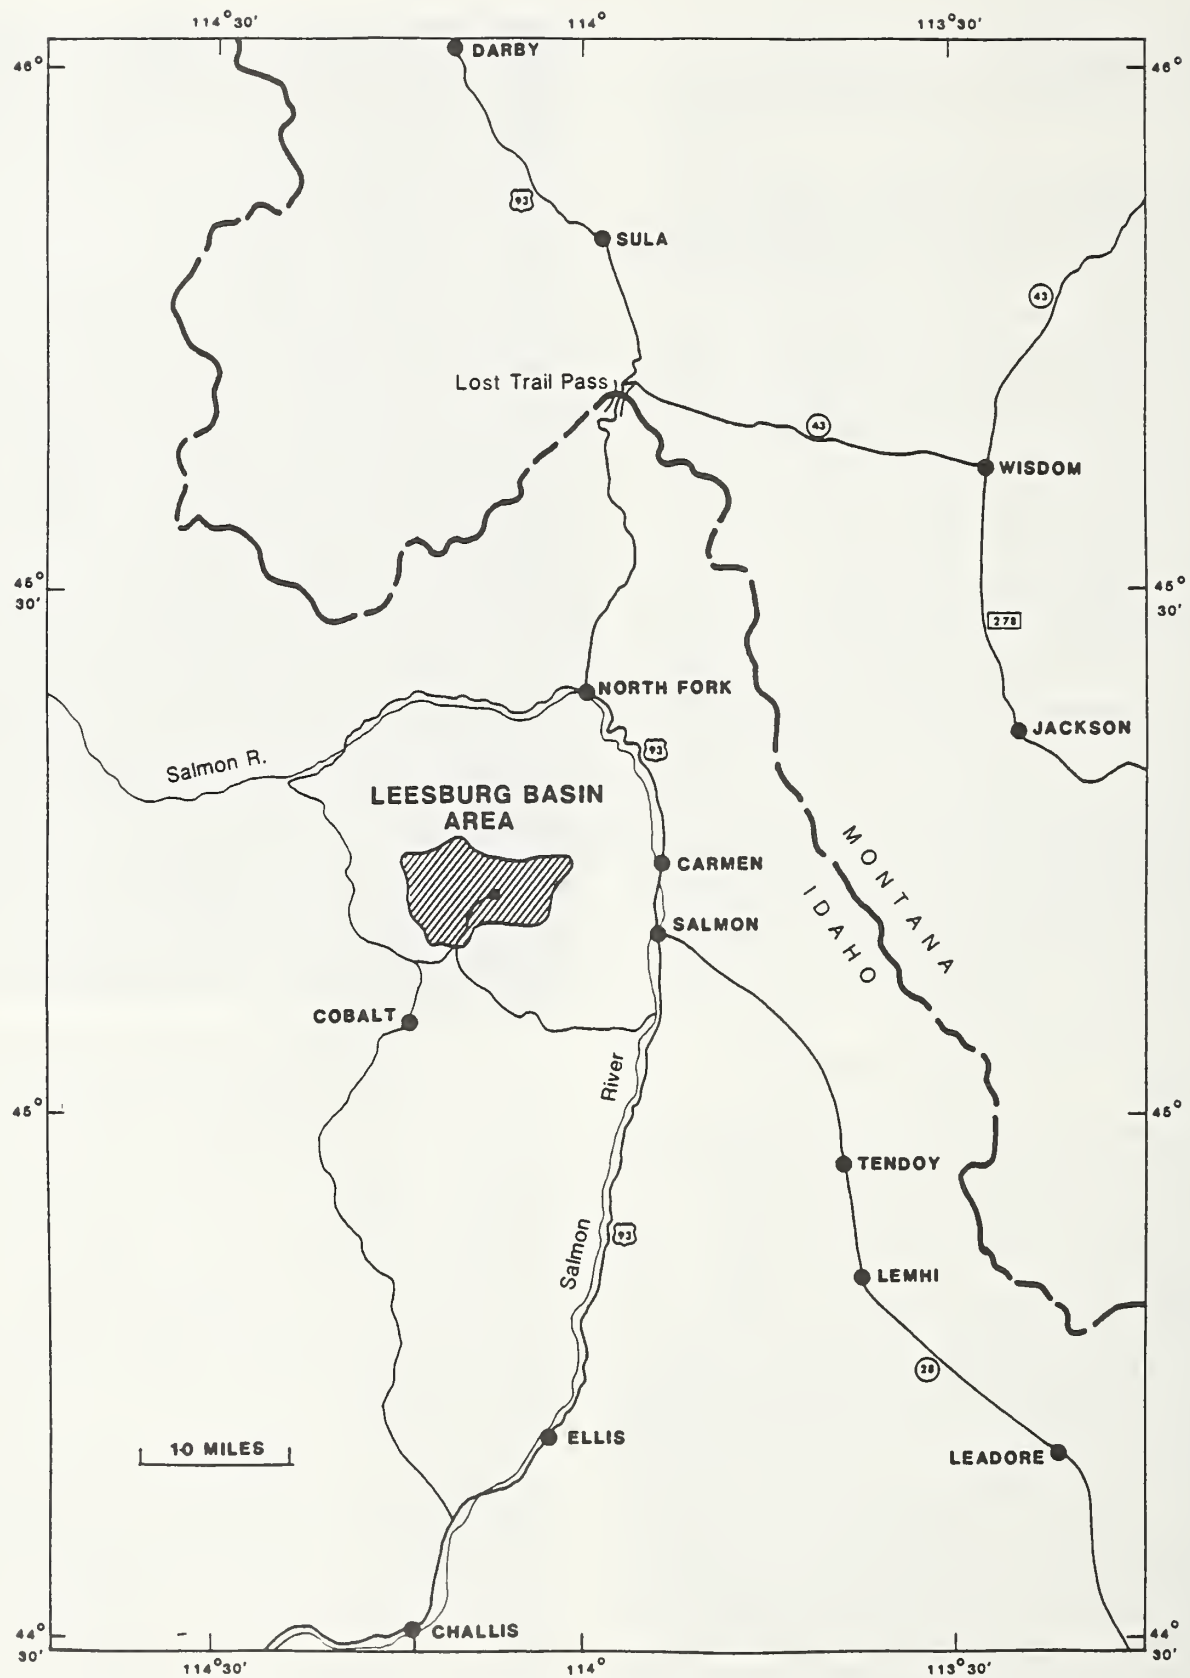 114°30'
114°
113°30'
DARBY
46°
46°
93
SULA
43
Lost Trail Pass
43
WISDOM
45°
30'
45°
30'
278
NORTH FORK
93
JACKSON
Salmon R.
LEESBURG BASIN
AREA
MONTANA
IDAHO
CARMEN
SALMON
COBALT
River
45°
45°
TENDOY
Salmon
93
LEMHI
28
ELLIS
10 MILES
LEADORE
CHALLIS
44°
30'
44°
30'
114°30'
114°
113°30'